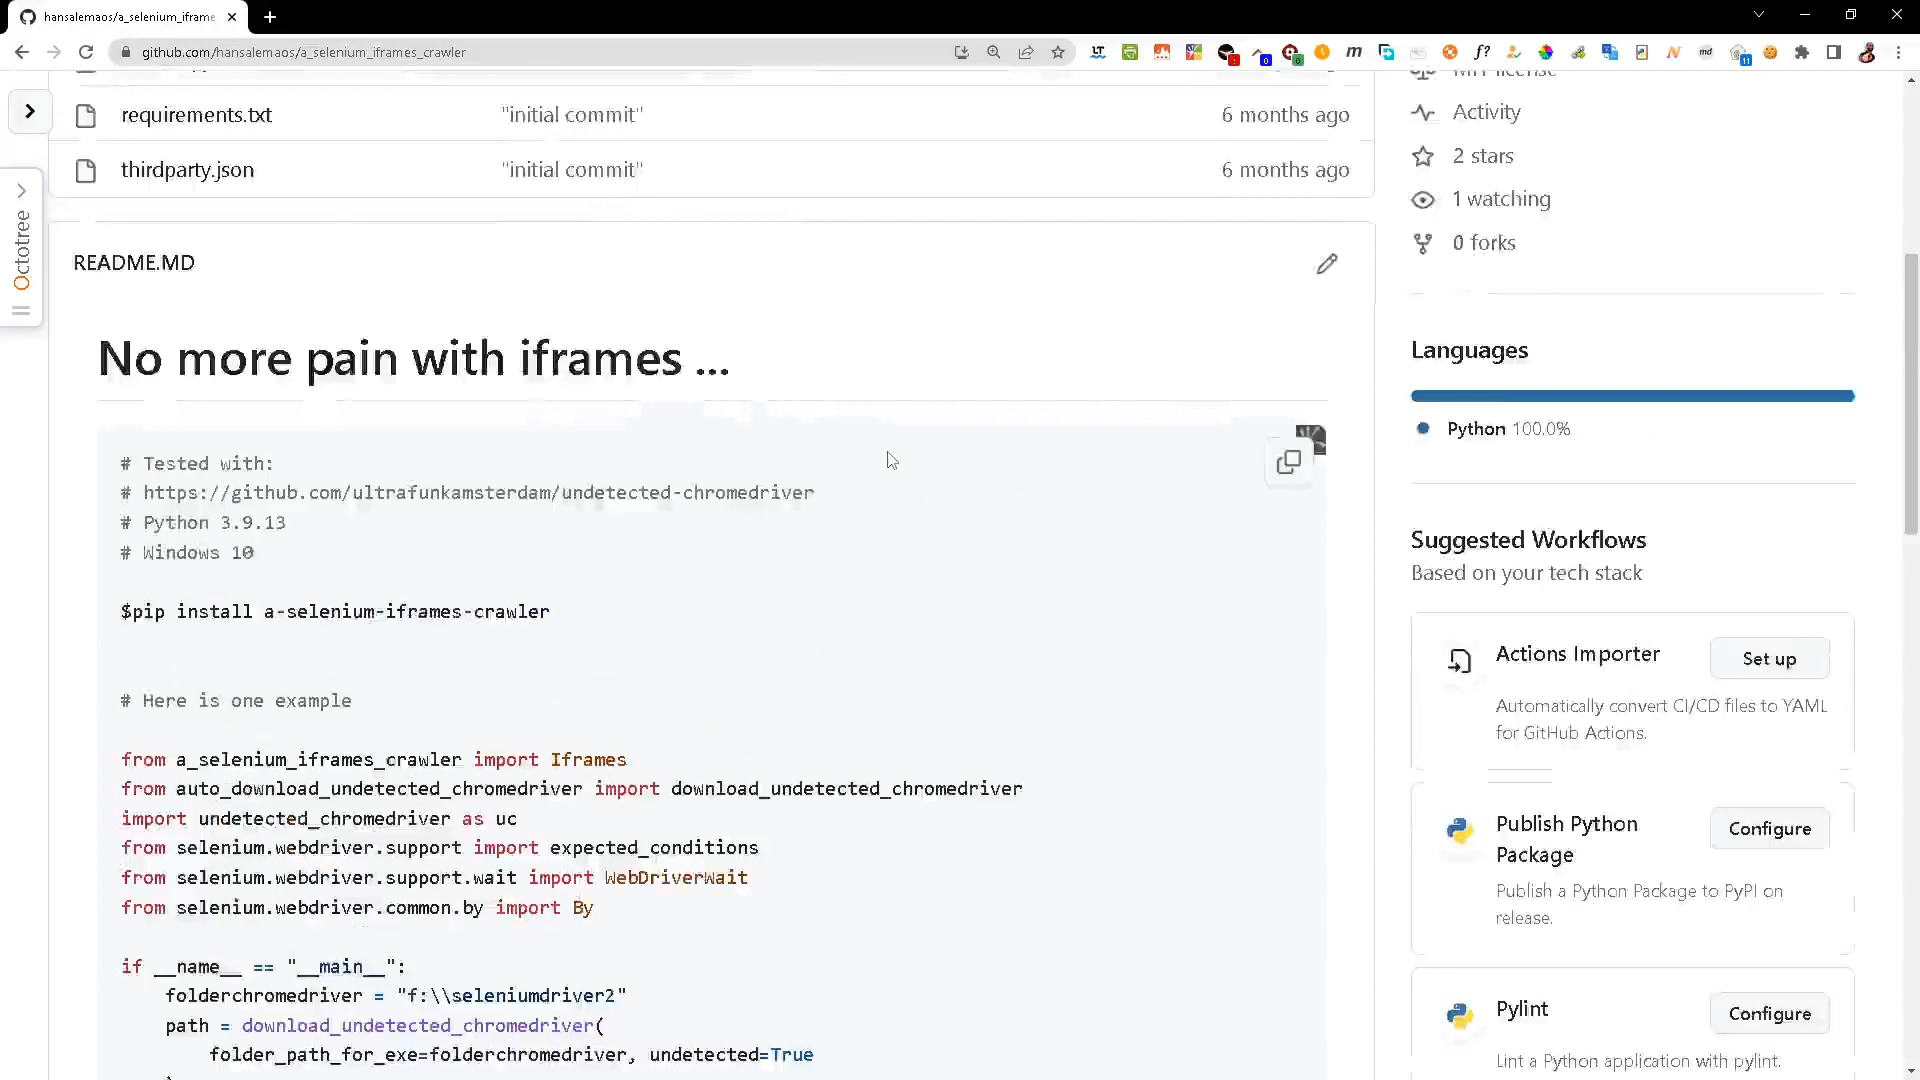 hansalemaos/a_selenium_iframe
github.com/hansalemaos/a_selenium_iframes_crawler
requirements.txt "initial commit" 6 months ago
thirdparty.json "initial commit" 6 months ago
Octotree
README.MD
No more pain with iframes ...
# Tested with:
# https://github.com/ultrafunkamsterdam/undetected-chromedriver
# Python 3.9.13
# Windows 10
$pip install a-selenium-iframes-crawler
# Here is one example
from a_selenium_iframes_crawler import Iframes
from auto_download_undetected_chromedriver import download_undetected_chromedriver
import undetected_chromedriver as uc
from selenium.webdriver.support import expected_conditions
from selenium.webdriver.support.wait import WebDriverWait
from selenium.webdriver.common.by import By
if __name__ == "__main__":
folderchromedriver = "f:\\seleniumdriver2"
path = download_undetected_chromedriver(
folder_path_for_exe=folderchromedriver, undetected=True
MIT license
Activity
2 stars
1 watching
0 forks
Languages
Python 100.0%
Suggested Workflows
Based on your tech stack
Actions Importer
Set up
Automatically convert CI/CD files to YAML
for GitHub Actions.
Publish Python
Package
Configure
Publish a Python Package to PyPI on
release.
Pylint
Configure
Lint a Python application with pylint.